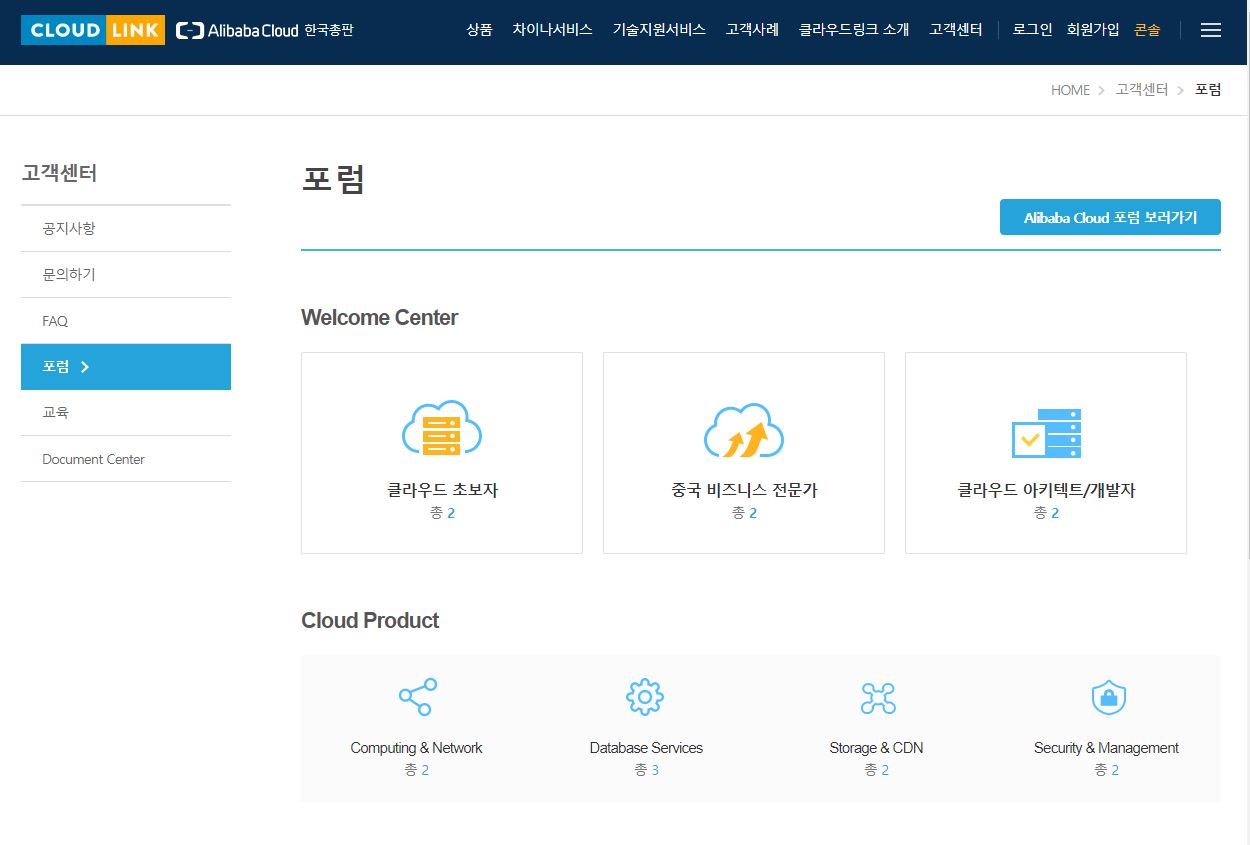 CLOUD LINK Alibaba Cloud 한국총판 상품 차이나서비스 기술지원서비스 고객사례 클라우드링크 소개 고객센터 로그인 회원가입 콘솔
HOME > 고객센터 > 포럼
고객센터
공지사항
문의하기
FAQ
포럼 >
교육
Document Center
포럼
Alibaba Cloud 포럼 보러가기
Welcome Center
클라우드 초보자
총 2
중국 비즈니스 전문가
총 2
클라우드 아키텍트/개발자
총 2
Cloud Product
Computing & Network
총 2
Database Services
총 3
Storage & CDN
총 2
Security & Management
총 2